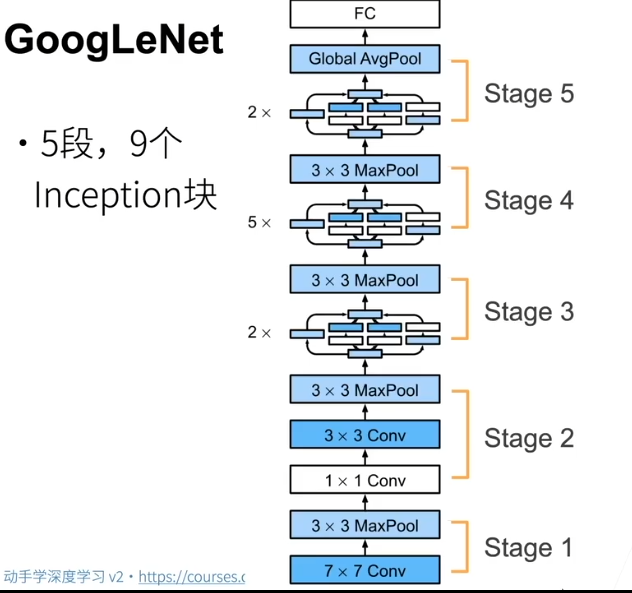 GoogLeNet
• 5段，9个
Inception块
FC
Global AvgPool
2 ×
Stage 5
3 × 3 MaxPool
5 ×
Stage 4
3 × 3 MaxPool
2 ×
Stage 3
3 × 3 MaxPool
3 × 3 Conv
1 × 1 Conv
Stage 2
3 × 3 MaxPool
7 × 7 Conv
Stage 1
动手学深度学习 v2 • https://courses.